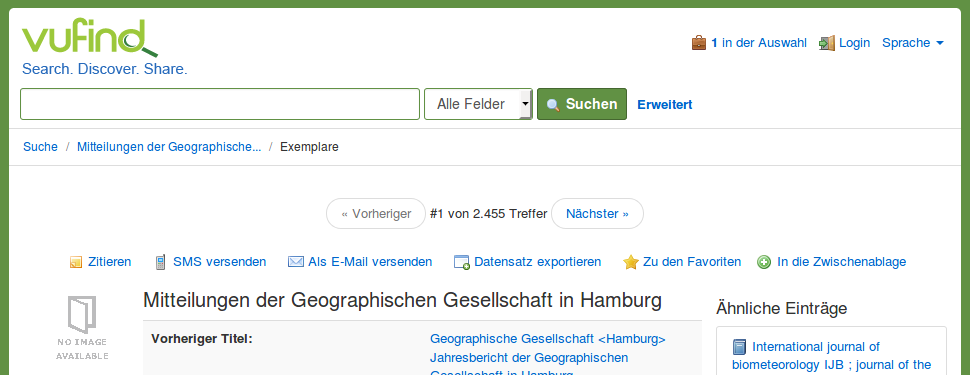 vufind
Search. Discover. Share.
1 in der Auswahl Login Sprache
Alle Felder Suchen Erweitert
Suche / Mitteilungen der Geographische... / Exemplare
« Vorheriger #1 von 2.455 Treffer Nächster »
Zitieren SMS versenden Als E-Mail versenden Datensatz exportieren Zu den Favoriten In die Zwischenablage
NO IMAGE
AVAILABLE
Mitteilungen der Geographischen Gesellschaft in Hamburg
Vorheriger Titel: Geographische Gesellschaft <Hamburg>
Jahresbericht der Geographischen
Gesellschaft in Hamburg
Ähnliche Einträge
International journal of
biometeorology IJB ; journal of the